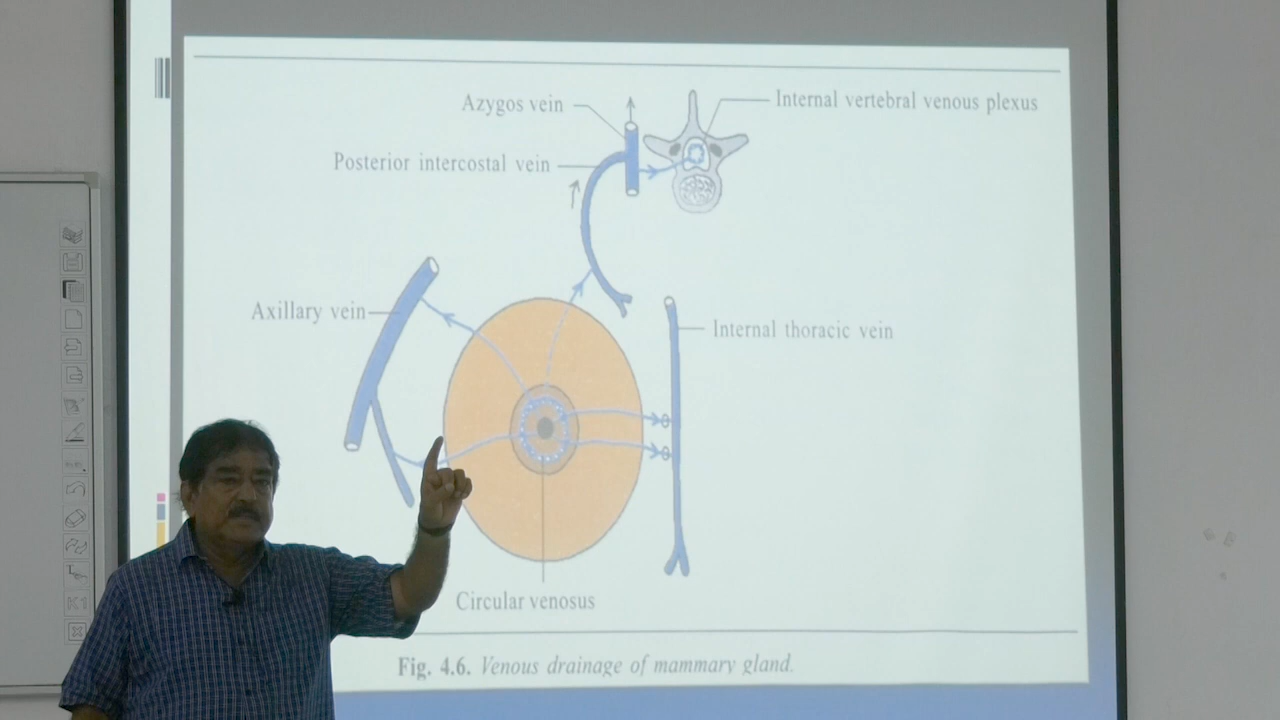 Azygos vein
Internal vertebral venous plexus
Posterior intercostal vein
Axillary vein
Internal thoracic vein
Circular venosus
Fig. 4.6. Venous drainage of mammary gland.
K1